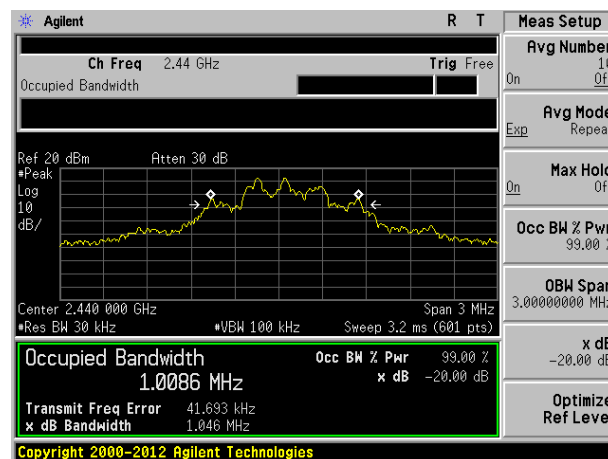 Agilent R T
Ch Freq 2.44 GHz Trig Free
Occupied Bandwidth
Ref 20 dBm Atten 30 dB
#Peak
Log
10
dB/
Center 2.440 000 GHz Span 3 MHz
#Res BW 30 kHz #VBW 100 kHz Sweep 3.2 ms (601 pts)
Occupied Bandwidth Occ BW % Pwr 99.00 %
1.0086 MHz x dB -20.00 dB
Transmit Freq Error 41.693 kHz
x dB Bandwidth 1.046 MHz
Copyright 2000-2012 Agilent Technologies
Meas Setup
Avg Number
On
Avg Mode
Exp Repea
Max Hold
On Of
Occ BW % Pwr
99.00 %
OBW Span
3.00000000 MHz
x dB
-20.00 dB
Optimize
Ref Leve